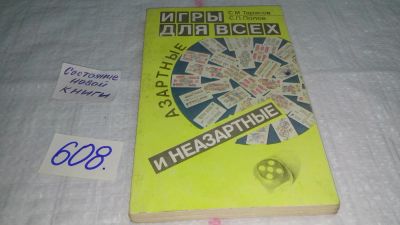 Состояние
новой
книги
608.
С.М.Тарасов
С.П.Попов
ИГРЫ
ДЛЯ ВСЕХ
АЗАРТНЫЕ
И НЕАЗАРТНЫЕ